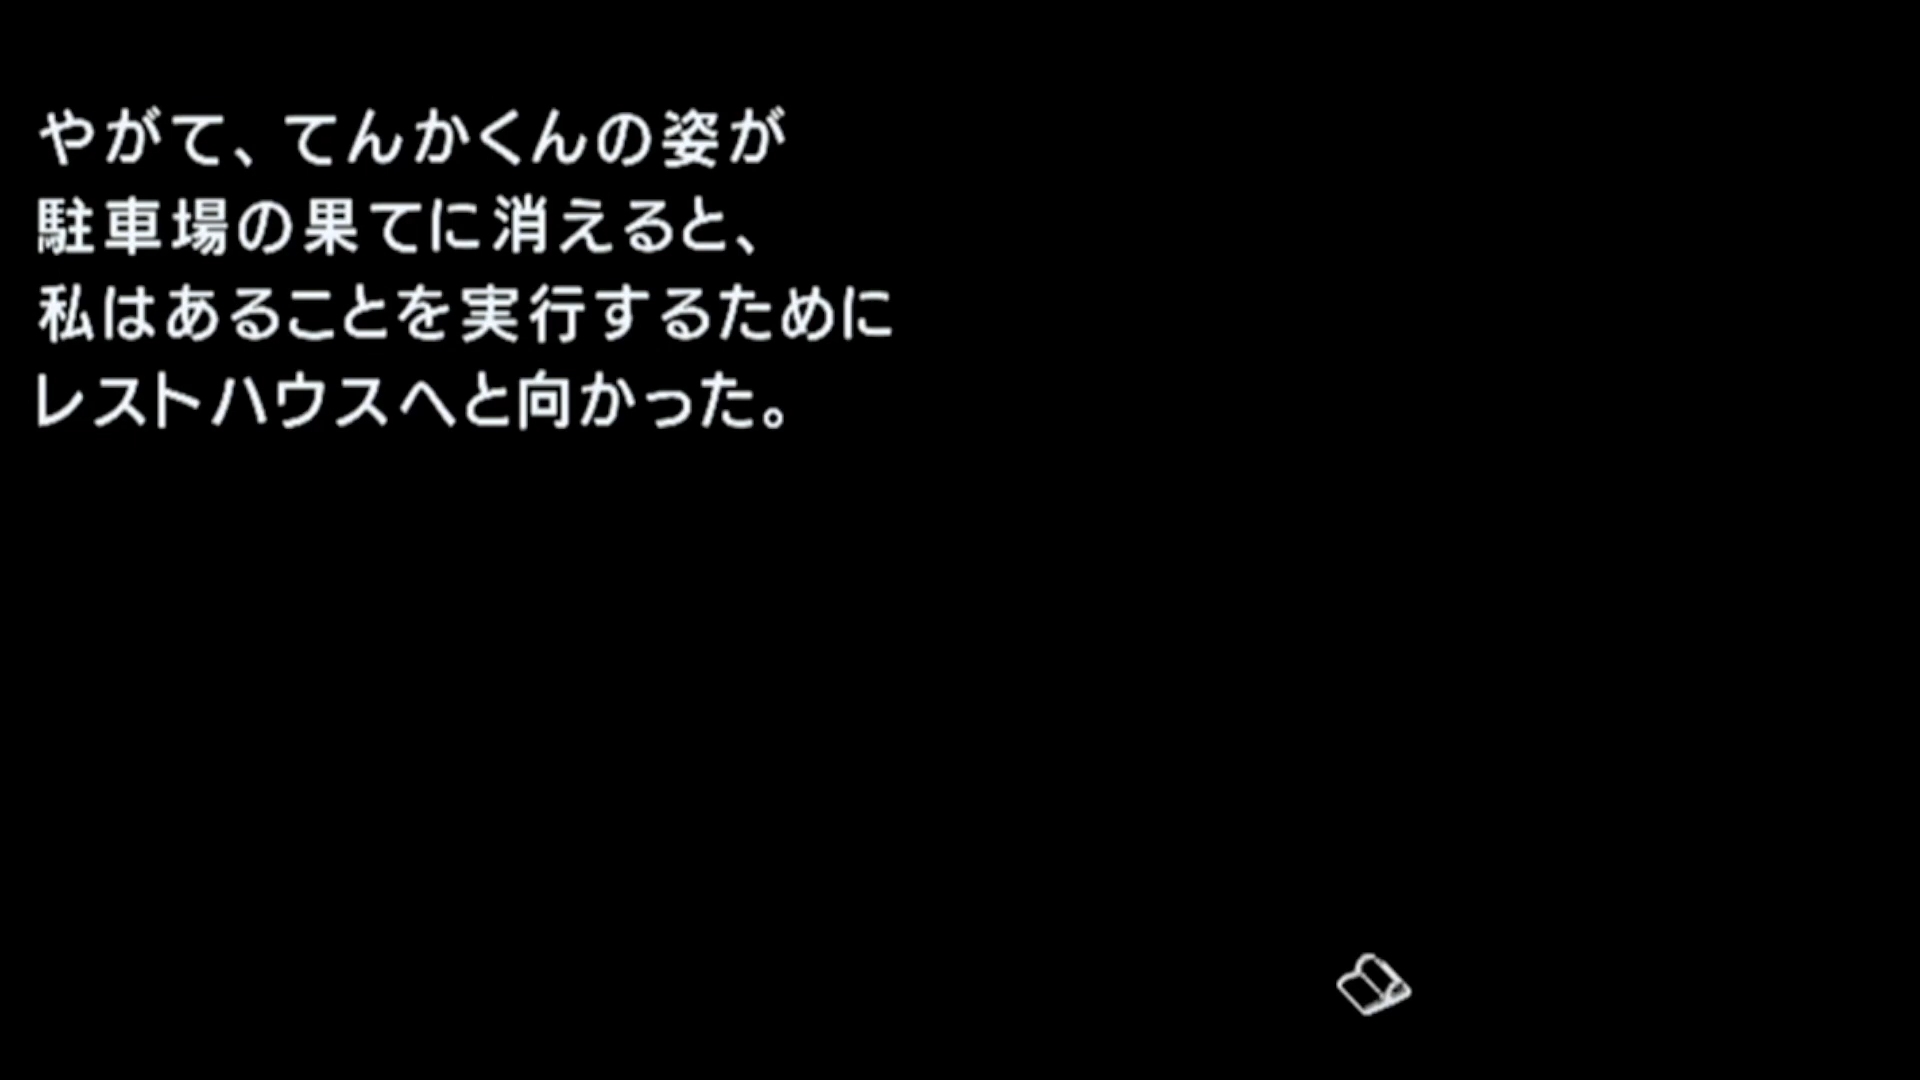 やがて、てんかくんの姿が
駐車場の果てに消えると、
私はあることを実行するために
レストハウスへと向かった。